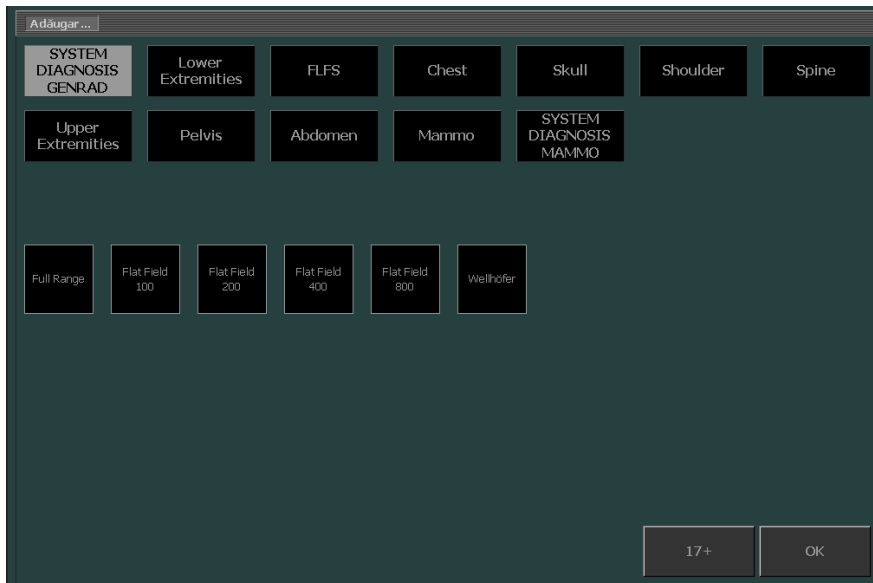 Adăugar...
SYSTEM
DIAGNOSIS
GENRAD
Lower
Extremities
FLFS
Chest
Skull
Shoulder
Spine
Upper
Extremities
Pelvis
Abdomen
Mammo
SYSTEM
DIAGNOSIS
MAMMO
Full Range
Flat Field
100
Flat Field
200
Flat Field
400
Flat Field
800
Wellhöfer
17+
OK